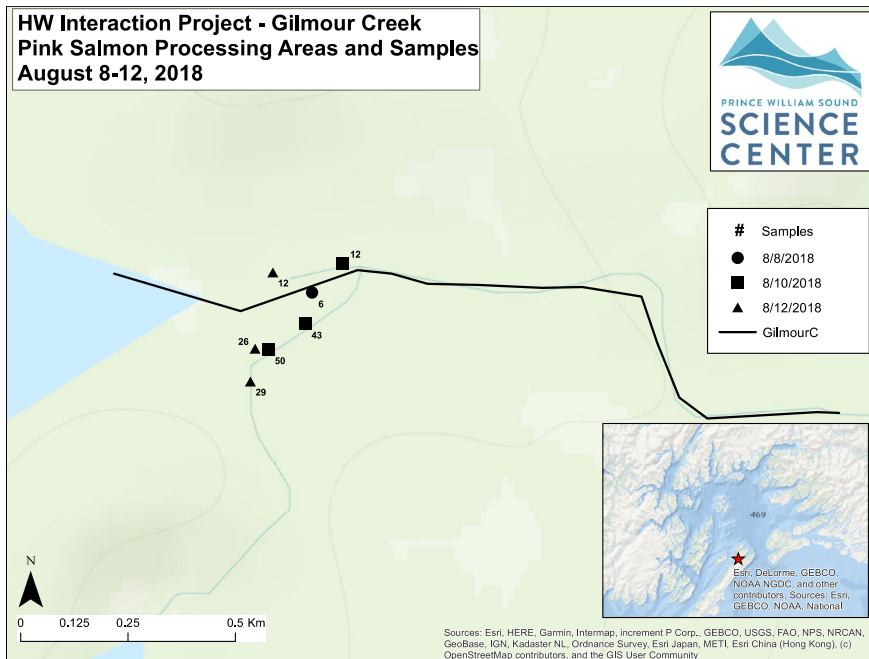 HW Interaction Project - Gilmour Creek
Pink Salmon Processing Areas and Samples
August 8-12, 2018
PRINCE WILLIAM SOUND
SCIENCE
CENTER
# Samples
8/8/2018
8/10/2018
8/12/2018
GilmourC
12
12
6
43
26
50
29
469
Esri, DeLorme, GEBCO,
NOAA NGDC, and other
contributors, Sources: Esri,
GEBCO, NOAA, National
N
0 0.125 0.25 0.5 Km
Sources: Esri, HERE, Garmin, Intermap, increment P Corp., GEBCO, USGS, FAO, NPS, NRCAN,
GeoBase, IGN, Kadaster NL, Ordnance Survey, Esri Japan, METI, Esri China (Hong Kong), (c)
OpenStreetMap contributors, and the GIS User Community